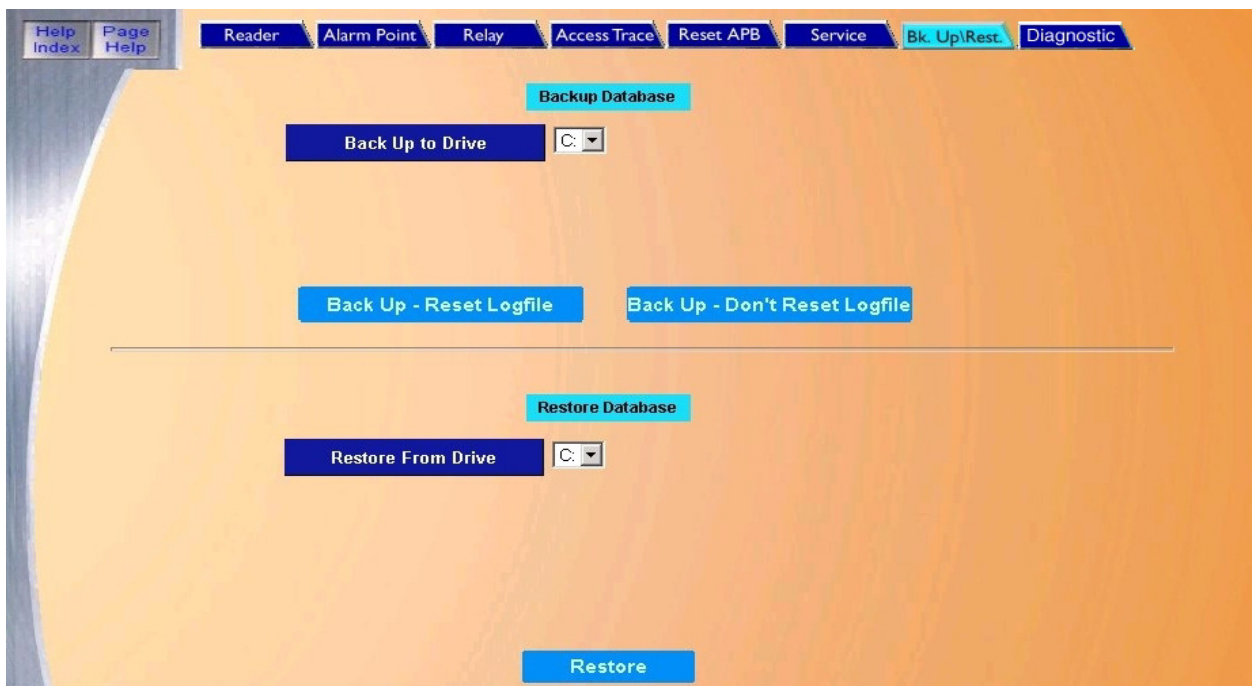 Help Index
Page Help
Reader
Alarm Point
Relay
Access Trace
Reset APB
Service
Bk. Up\Rest.
Diagnostic
Backup Database
Back Up to Drive
C:
Back Up - Reset Logfile
Back Up - Don't Reset Logfile
Restore Database
Restore From Drive
C:
Restore